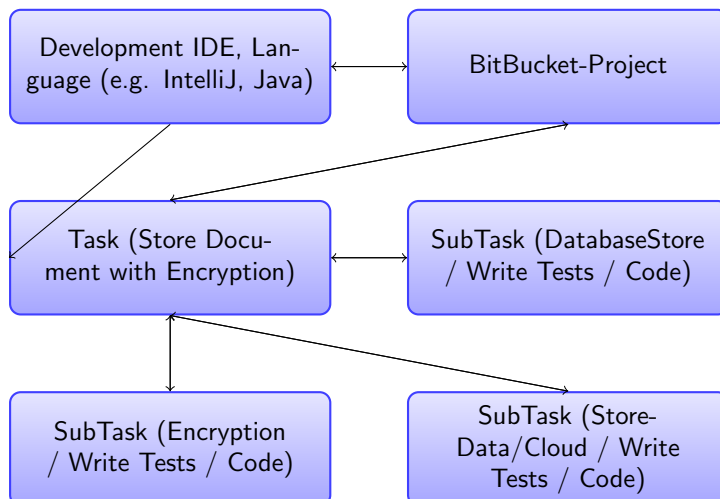 Development IDE, Lan-
guage (e.g. IntelliJ, Java)
BitBucket-Project
Task (Store Docu-
ment with Encryption)
SubTask (DatabaseStore
/ Write Tests / Code)
SubTask (Encryption
/ Write Tests / Code)
SubTask (Store-
Data/Cloud / Write
Tests / Code)